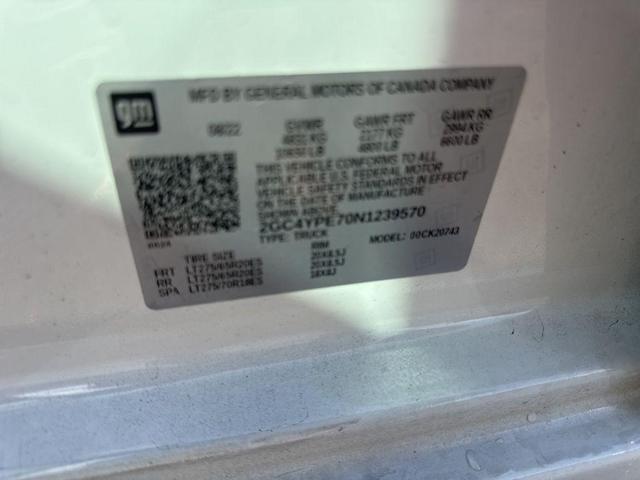 gm
MFD BY GENERAL MOTORS OF CANADA COMPANY
08/22 GVWR GAWR FRT GAWR RR
KG 2177 KG 2994 KG
LB 4800 LB 6600 LB
THIS VEHICLE CONFORMS TO ALL
APPLICABLE U.S. FEDERAL MOTOR
VEHICLE SAFETY STANDARDS IN EFFECT ON THE DATE OF MANUFACTURE
SHOWN ABOVE.
2GC4YPE70N1239570
TYPE: TRUCK MODEL: 00CK20743
TIRE SIZE RIM
FRT LT275/65R20ES 20X8.5J
RR LT275/65R20ES 20X8.5J
SPA LT275/70R18ES 18X8J